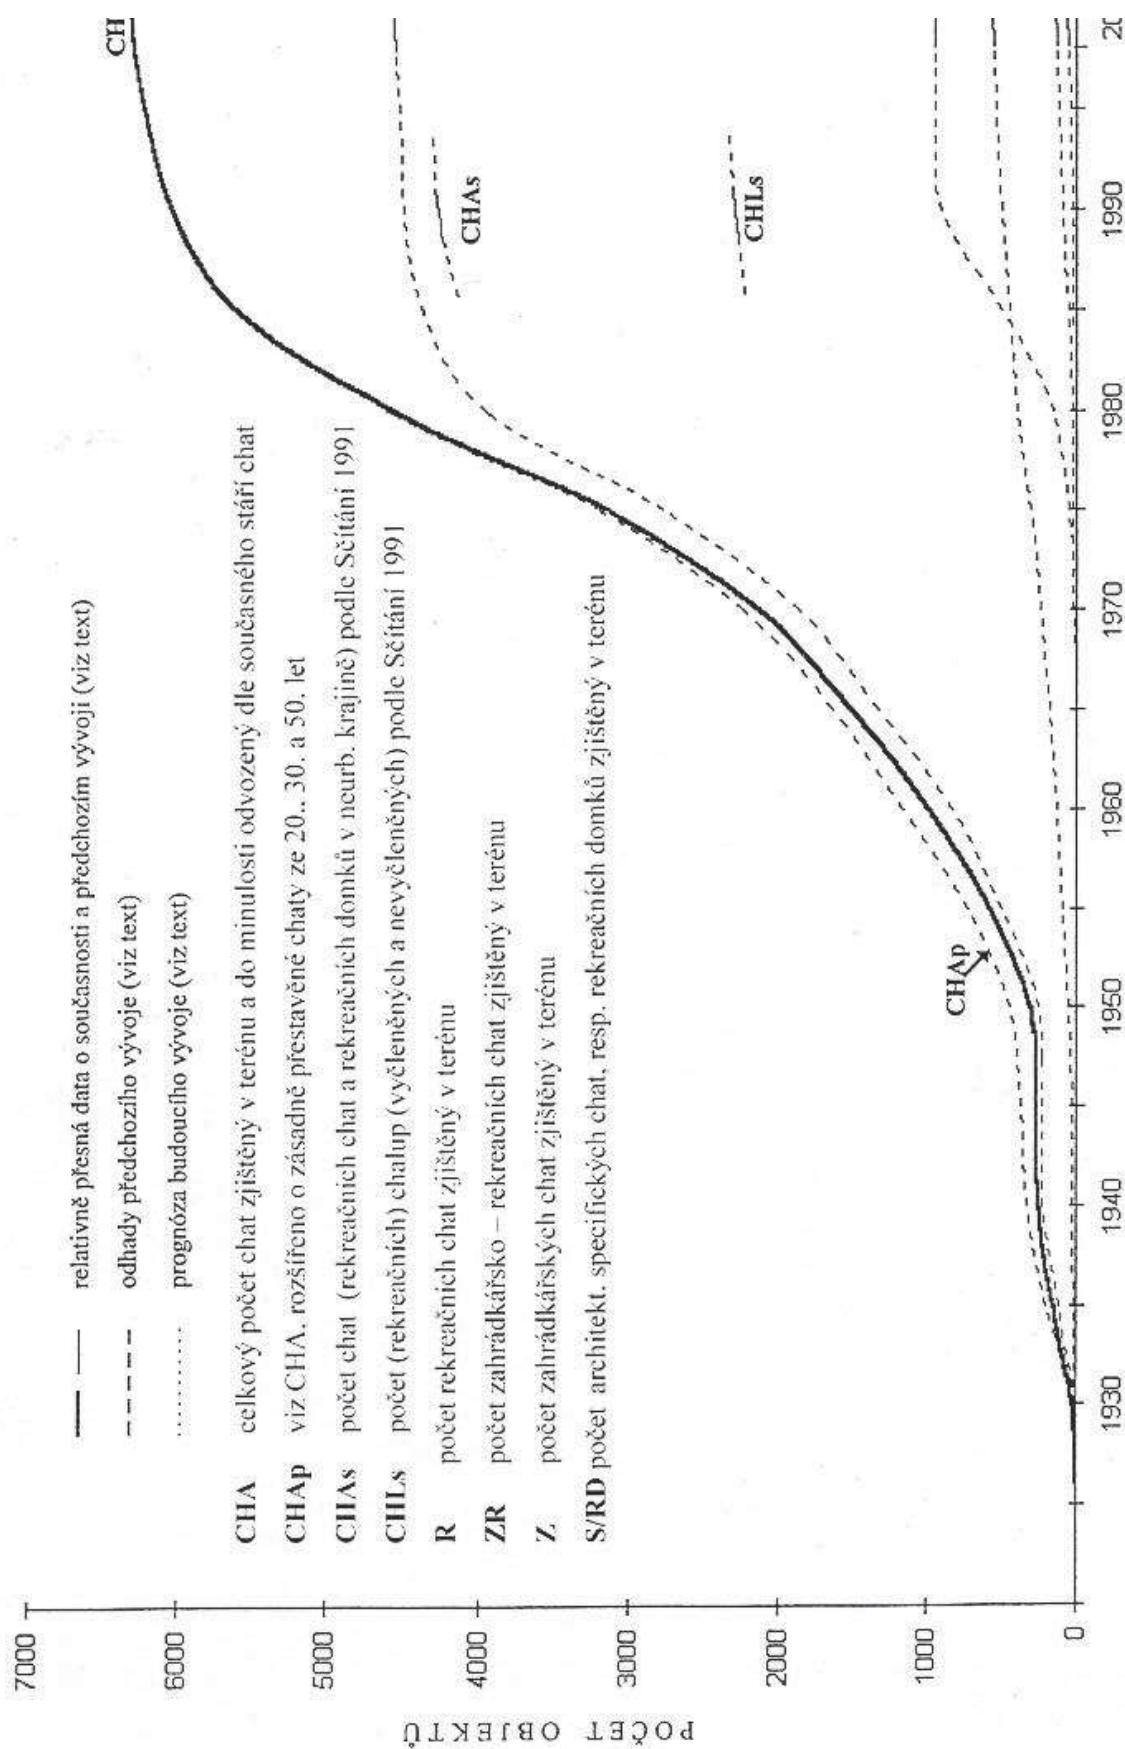 relativně přesná data o současnosti a předchozím vývoji (viz text)
odhady předchozího vývoje (viz text)
prognóza budoucího vývoje (viz text)
CHA celkový počet chat zjištěný v terénu a do minulosti odvozený dle současného stáří chat
CHAp viz CHA, rozšířeno o zásadně přestavěné chaty ze 20., 30. a 50. let
CHAs počet chat (rekreačních chat a rekreačních domků v neurb. krajině) podle Sčítání 1991
CHLs počet (rekreačních) chalup (vyčleněných a nevyčleněných) podle Sčítání 1991
R počet rekreačních chat zjištěný v terénu
ZR počet zahrádkářsko – rekreačních chat zjištěný v terénu
Z počet zahrádkářských chat zjištěný v terénu
S/RD počet architekt. specifických chat, resp. rekreačních domků zjištěný v terénu
POČET OBJEKTŮ
7000
6000
5000
4000
3000
2000
1000
0
CH
CHAs
CHLs
CHAp
1930
1940
1950
1960
1970
1980
1990
20